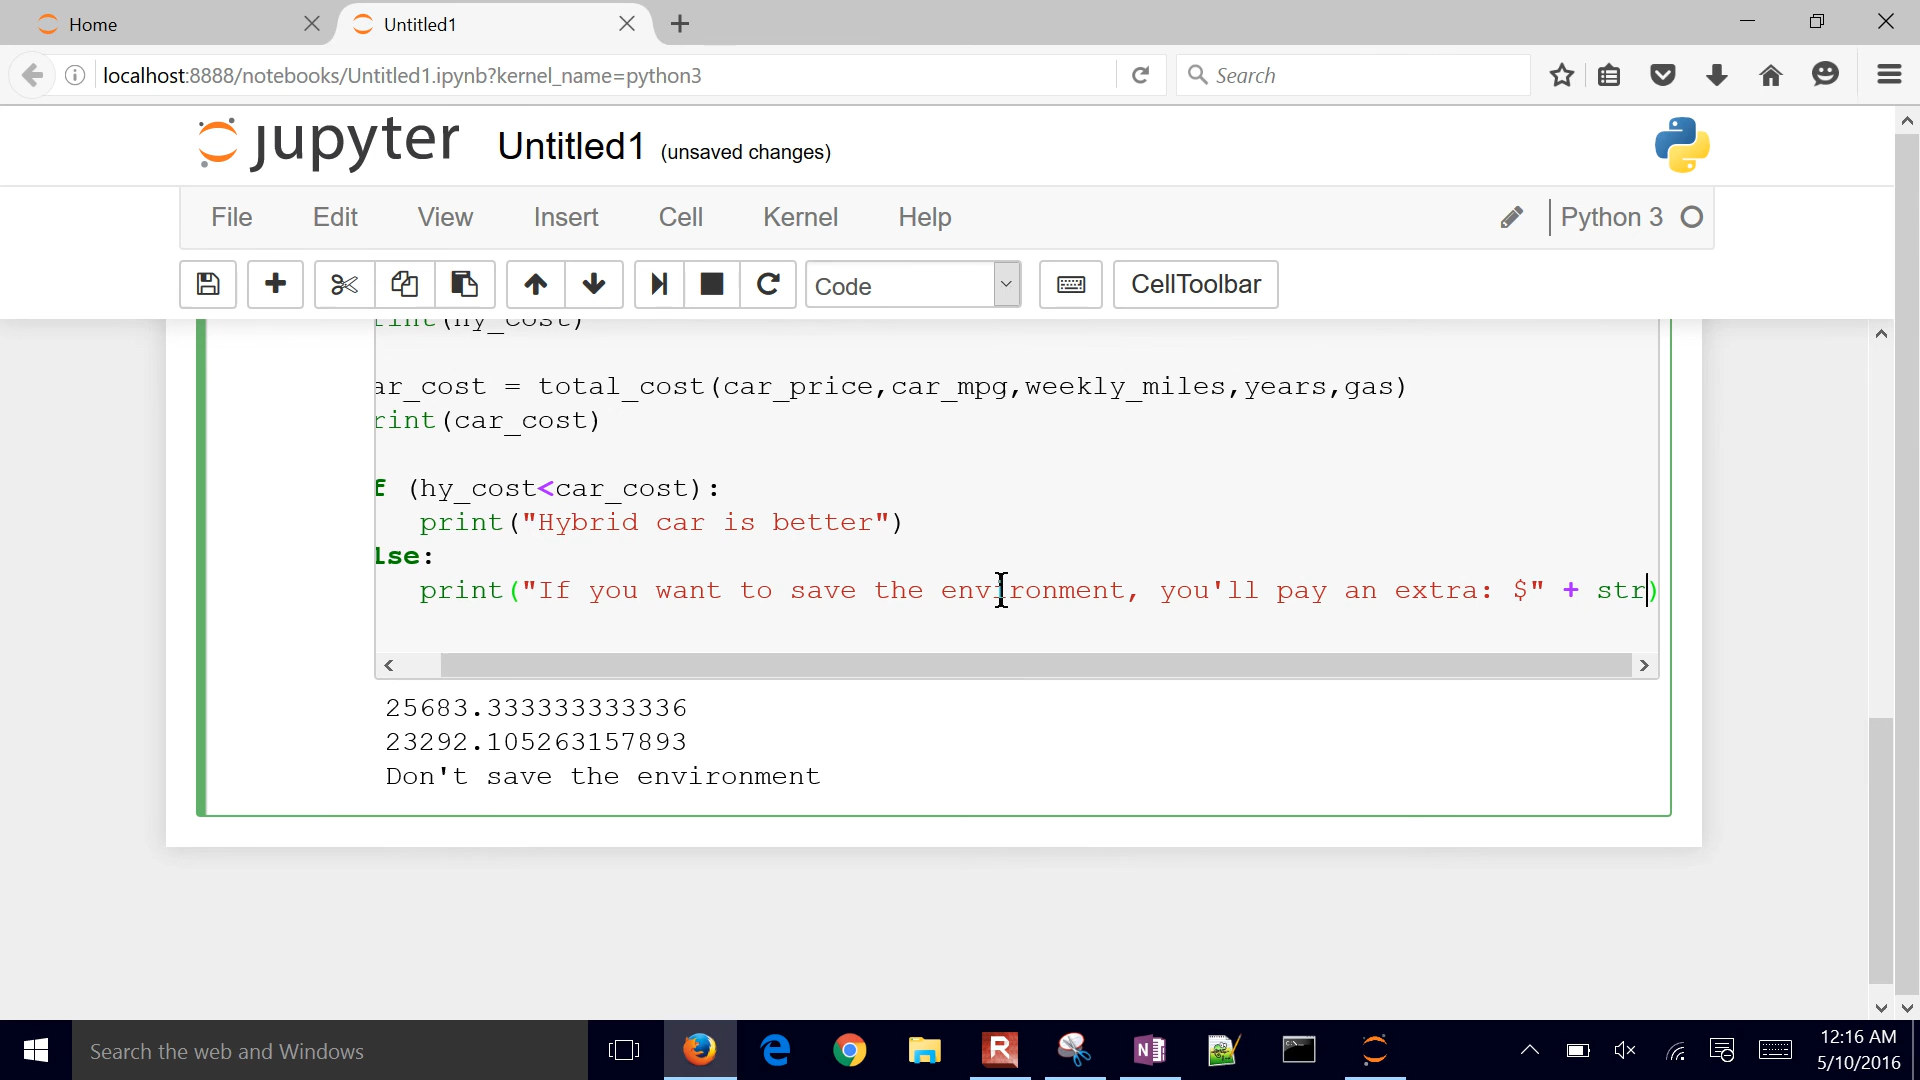 Home
Untitled1
localhost:8888/notebooks/Untitled1.ipynb?kernel_name=python3
Search
jupyter Untitled1 (unsaved changes)
File Edit View Insert Cell Kernel Help
Python 3
Code
CellToolbar
rint(hy_cost)
ar_cost = total_cost(car_price,car_mpg,weekly_miles,years,gas)
rint(car_cost)
f (hy_cost<car_cost):
print("Hybrid car is better")
lse:
print("If you want to save the environment, you'll pay an extra: $" + str)
25683.333333333336
23292.105263157893
Don't save the environment
Search the web and Windows
12:16 AM
5/10/2016